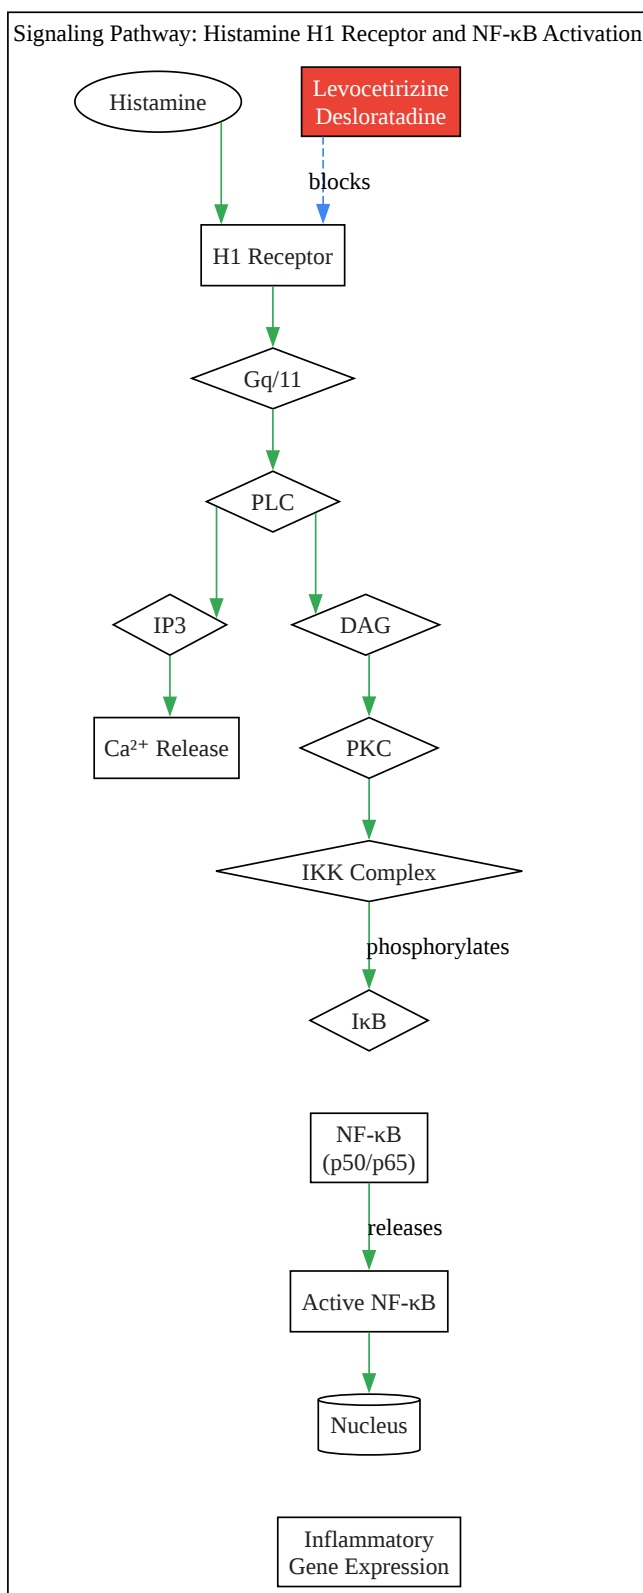 Signaling Pathway: Histamine H1 Receptor and NF-κB Activation
Histamine
Levocetirizine
Desloratadine
blocks
H1 Receptor
Gq/11
PLC
IP3
DAG
Ca²⁺ Release
PKC
IKK Complex
phosphorylates
IκB
NF-κB
(p50/p65)
releases
Active NF-κB
Nucleus
Inflammatory
Gene Expression